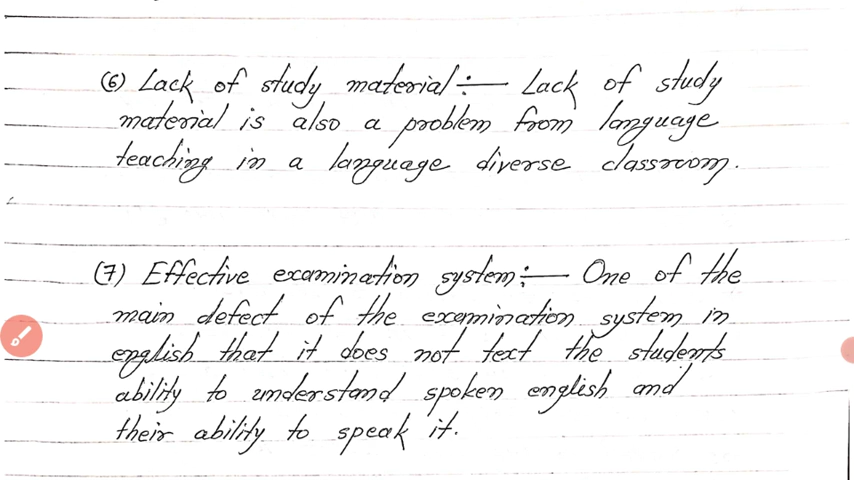 (6) Lack of study material:— Lack of study
material is also a problem from language
teaching in a language diverse classroom.
(7) Effective examination system:— One of the
main defect of the examination system in
english that it does not text the students
ability to understand spoken english and
their ability to speak it.